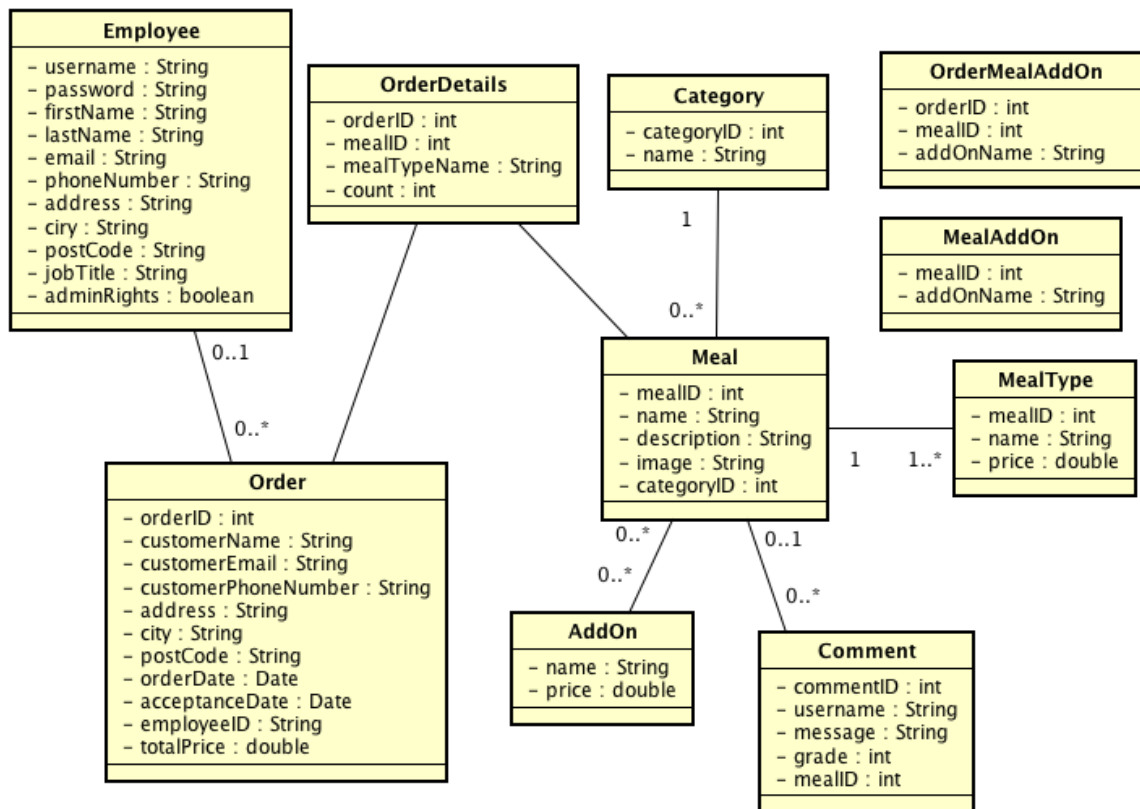 Employee
- username : String
- password : String
- firstName : String
- lastName : String
- email : String
- phoneNumber : String
- address : String
- ciry : String
- postCode : String
- jobTitle : String
- adminRights : boolean
OrderDetails
- orderID : int
- mealID : int
- mealTypeName : String
- count : int
Category
- categoryID : int
- name : String
OrderMealAddOn
- orderID : int
- mealID : int
- addOnName : String
MealAddOn
- mealID : int
- addOnName : String
1
0..*
0..1
0..*
Meal
- mealID : int
- name : String
- description : String
- image : String
- categoryID : int
1
1..*
MealType
- mealID : int
- name : String
- price : double
Order
- orderID : int
- customerName : String
- customerEmail : String
- customerPhoneNumber : String
- address : String
- city : String
- postCode : String
- orderDate : Date
- acceptanceDate : Date
- employeeID : String
- totalPrice : double
0..*
0..*
0..1
0..*
AddOn
- name : String
- price : double
Comment
- commentID : int
- username : String
- message : String
- grade : int
- mealID : int